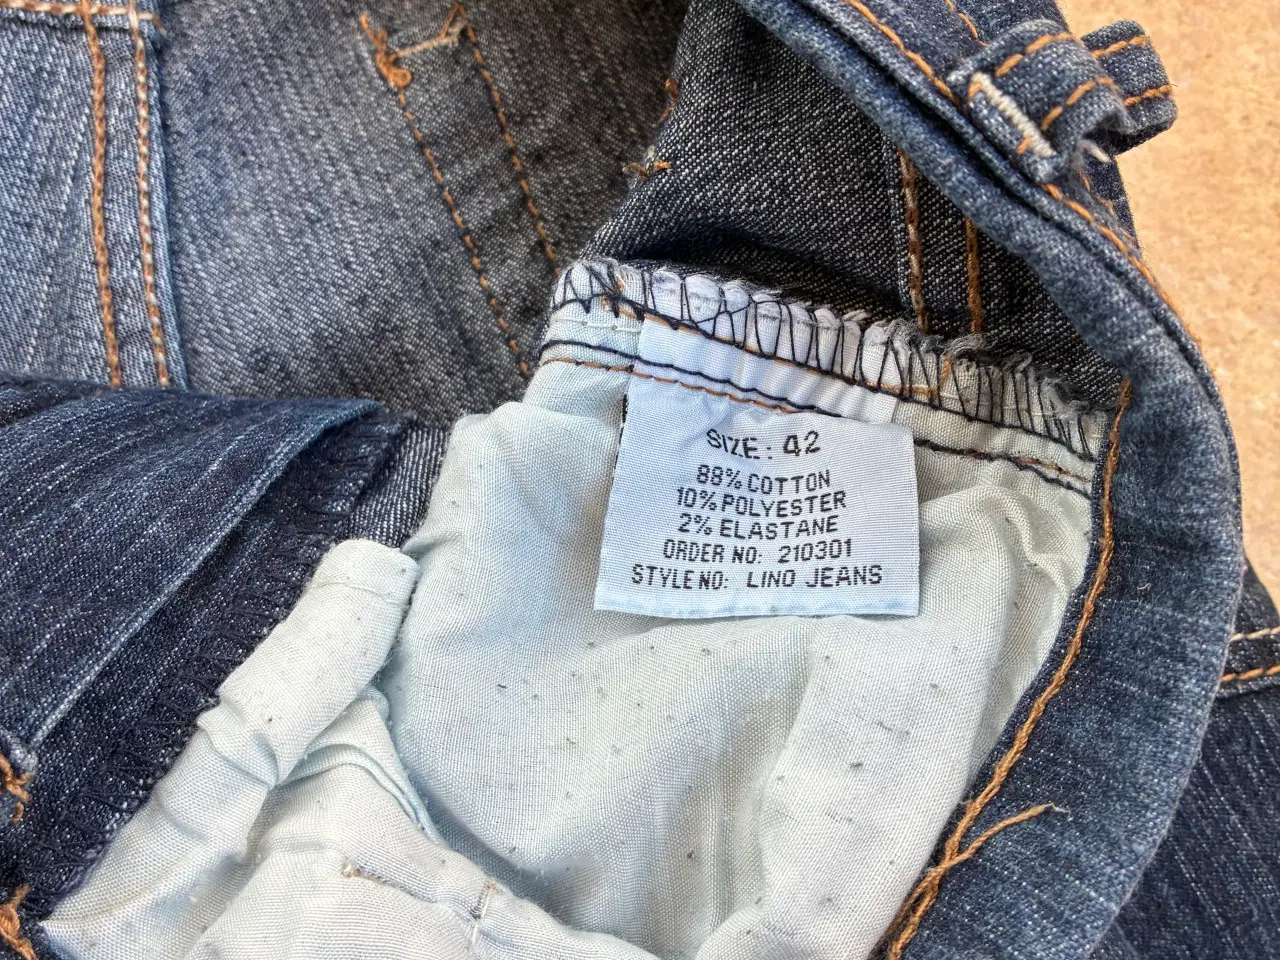 SIZE: 42
88% COTTON
10% POLYESTER
2% ELASTANE
ORDER NO: 210301
STYLE NO: LINO JEANS